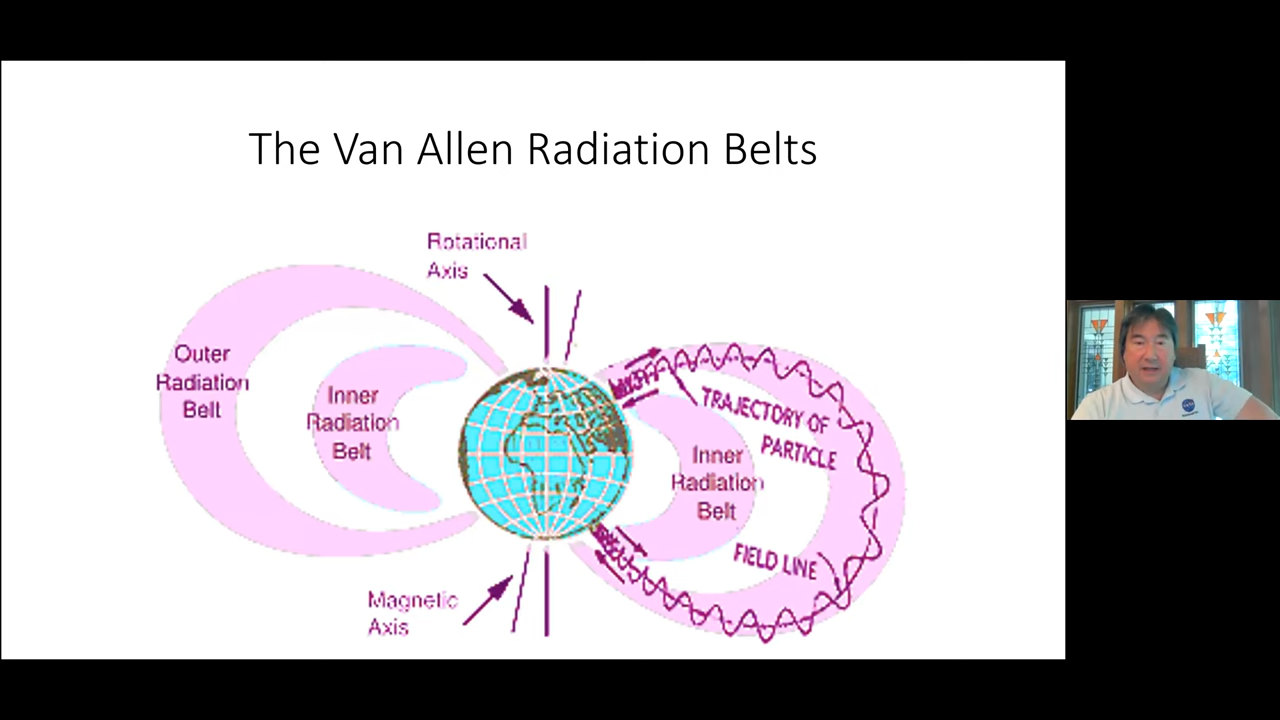 The Van Allen Radiation Belts
Rotational
Axis
Outer
Radiation
Belt
Inner
Radiation
Belt
TRAJECTORY OF
PARTICLE
Inner
Radiation
Belt
FIELD LINE
Magnetic
Axis